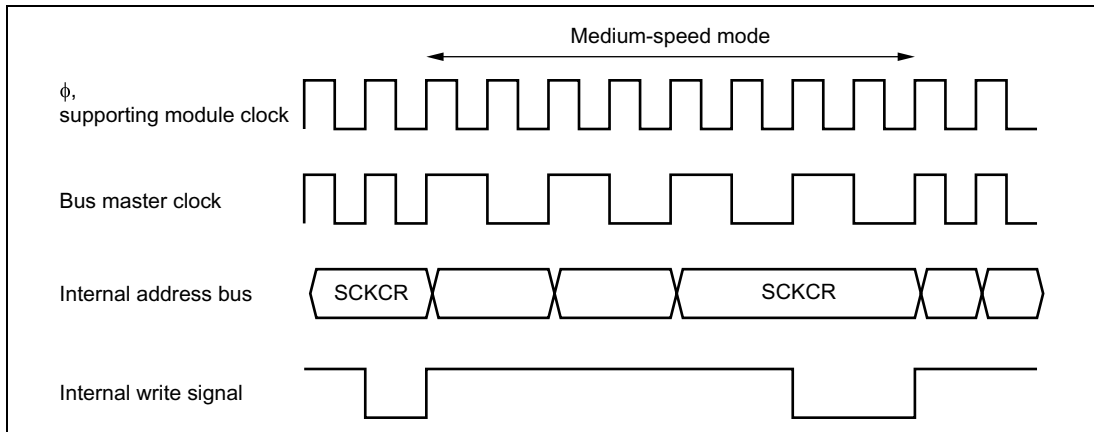 Medium-speed mode
ϕ,
supporting module clock
Bus master clock
Internal address bus
SCKCR
SCKCR
Internal write signal